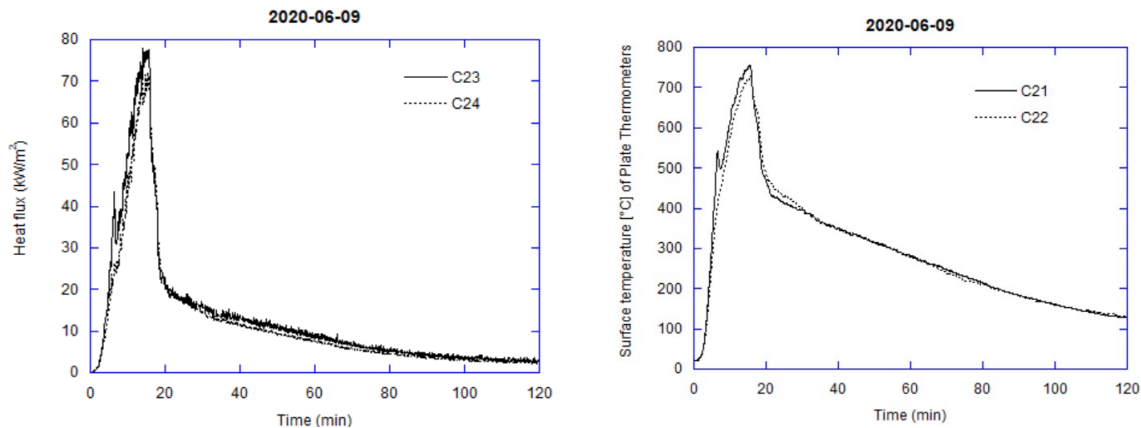 2020-06-09
80
70
60
50
40
30
20
10
0
Heat flux (kW/m²)
C23
C24
0 20 40 60 80 100 120
Time (min)
2020-06-09
800
700
600
500
400
300
200
100
0
Surface temperature [°C] of Plate Thermometers
C21
C22
0 20 40 60 80 100 120
Time (min)